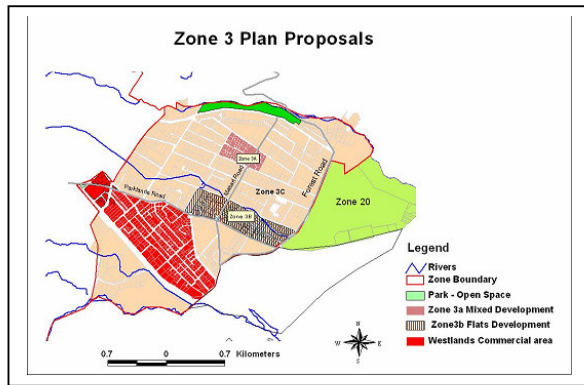 Zone 3 Plan Proposals
Zone 3A
Parklands Road
Zone 3C
Forest Road
Zone 3B
Zone 20
Legend
Rivers
Zone Boundary
Park - Open Space
Zone 3a Mixed Development
Zone3b Flats Development
Westlands Commercial area
N
W E
S
0.7 0 0.7 Kilometers